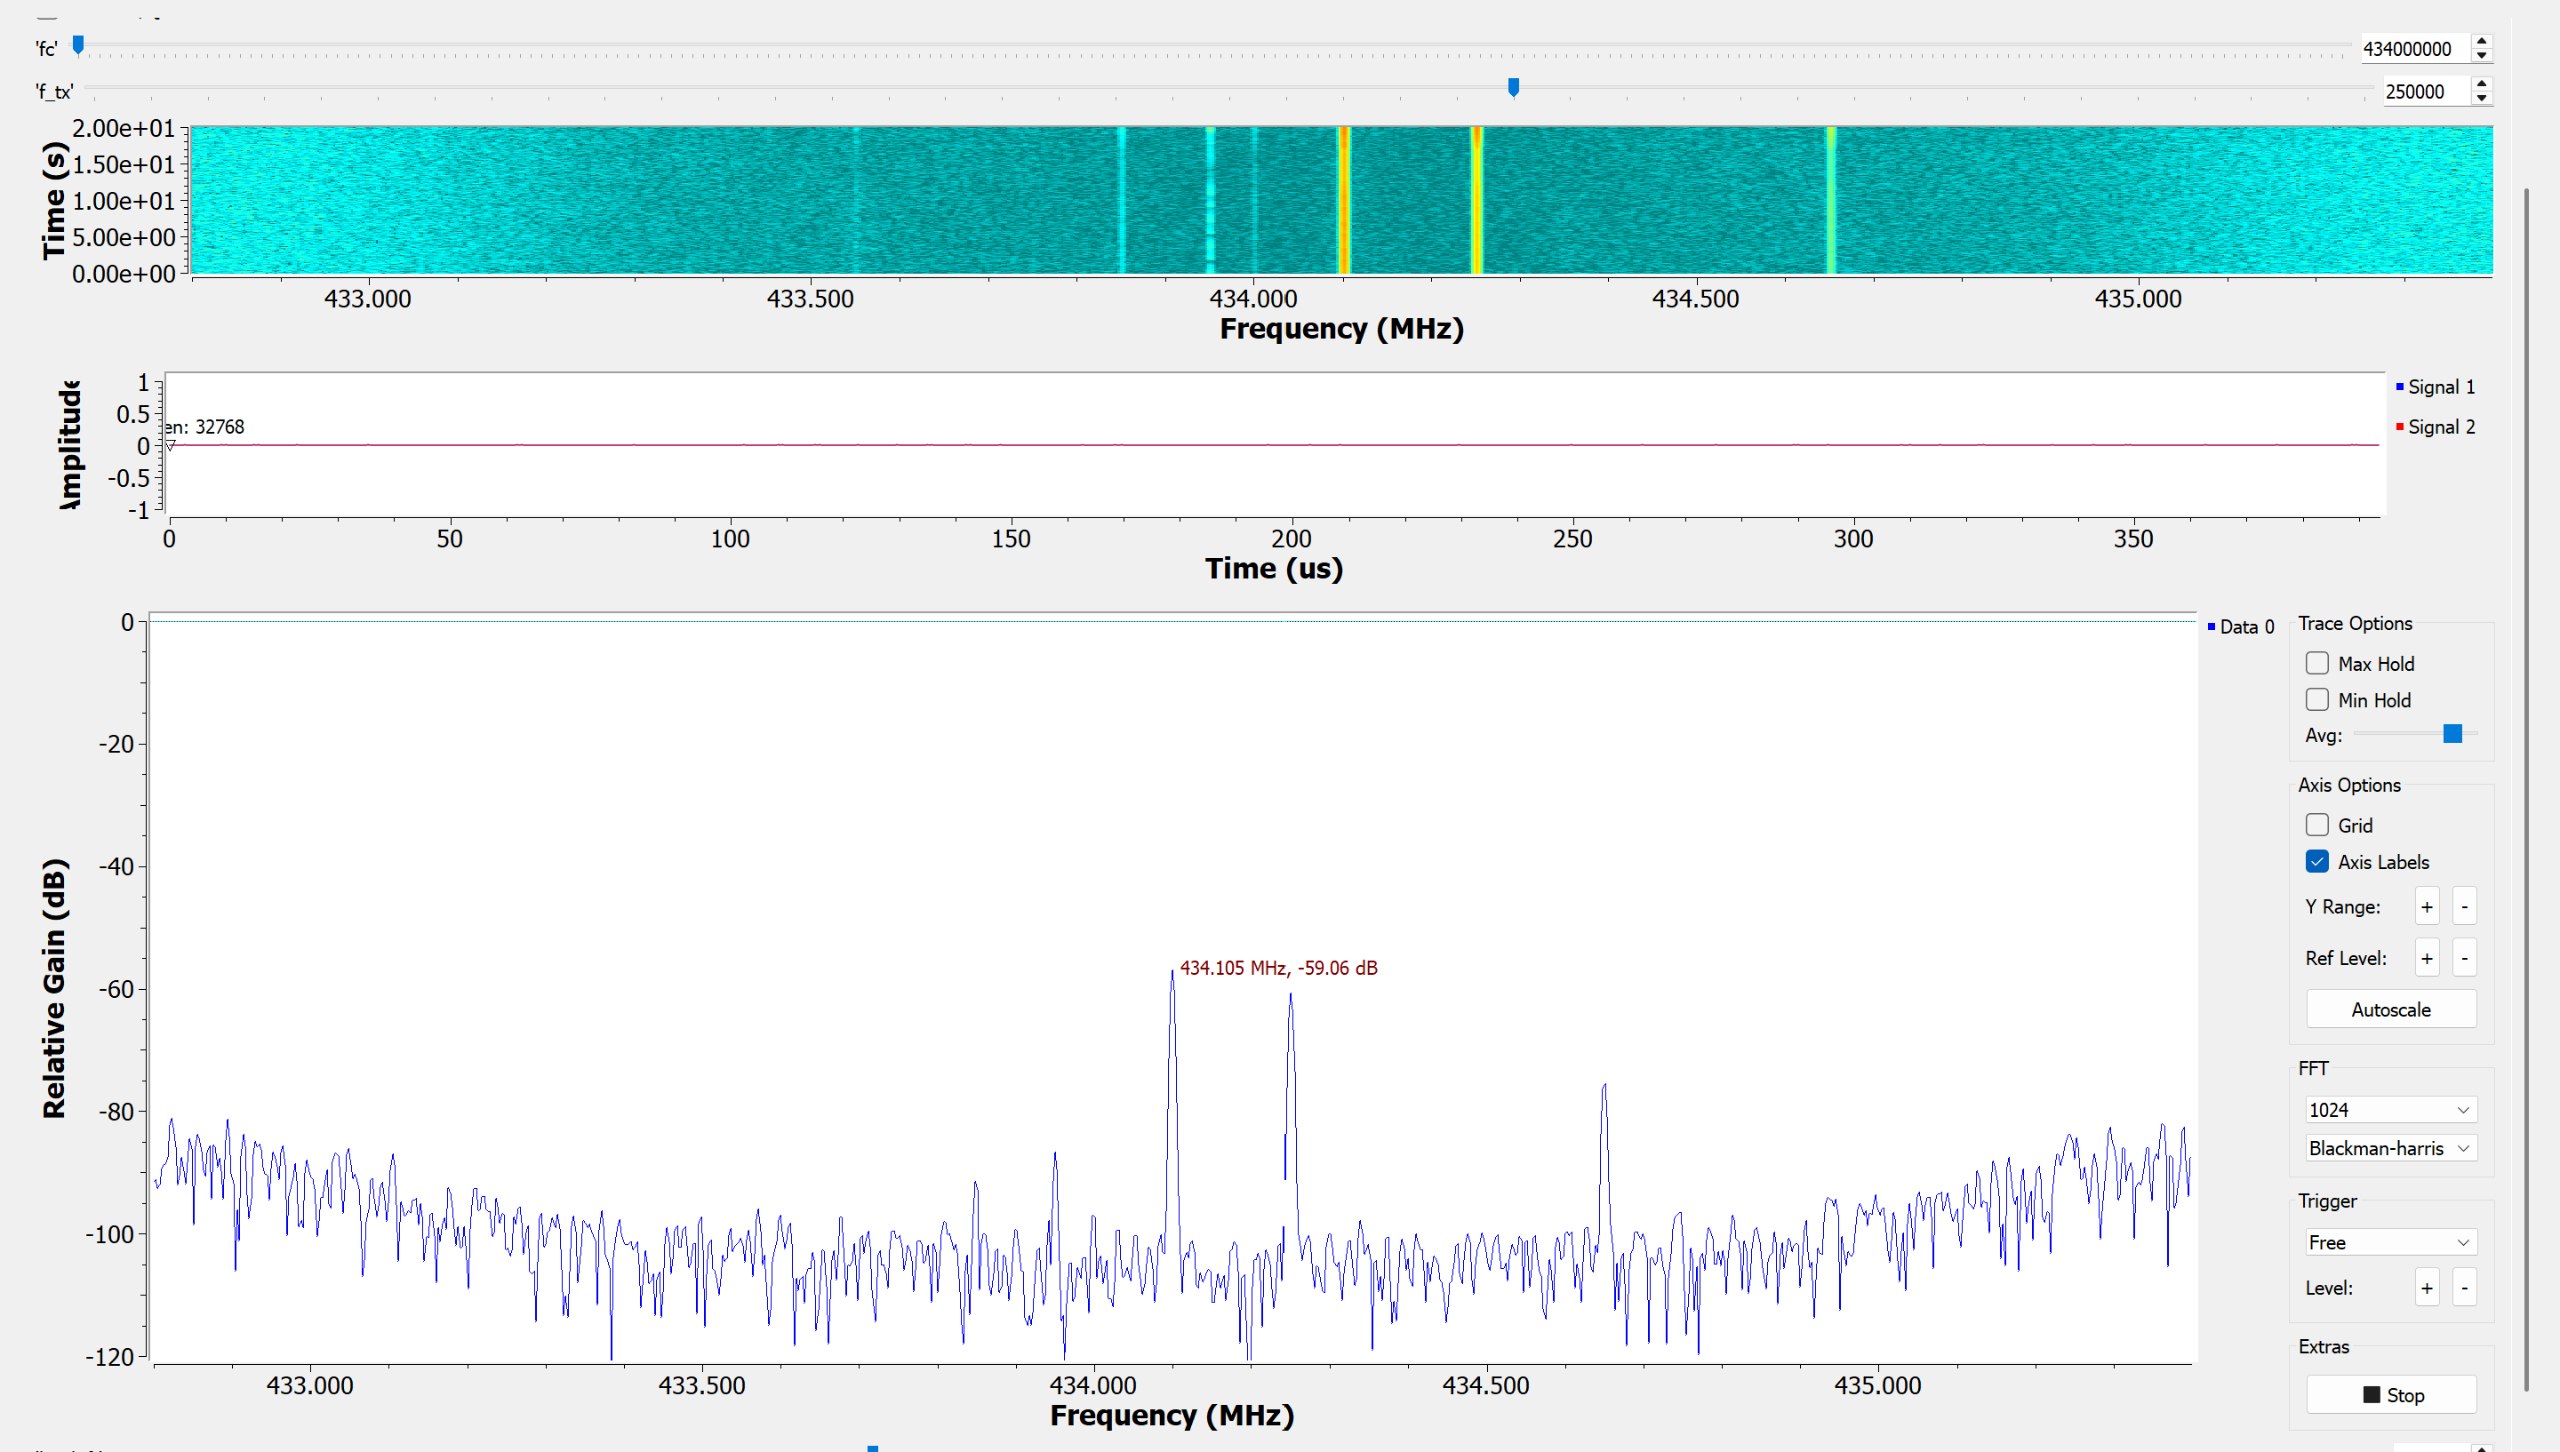 'fc' 434000000
'f_tx' 250000
2.00e+01
1.50e+01
1.00e+01
5.00e+00
0.00e+00
Time (s)
433.000 433.500 434.000 434.500 435.000
Frequency (MHz)
1
0.5
0
-0.5
-1
Amplitude
en: 32768
Signal 1
Signal 2
0 50 100 150 200 250 300 350
Time (us)
0
-20
-40
-60
-80
-100
-120
Relative Gain (dB)
434.105 MHz, -59.06 dB
Data 0
433.000 433.500 434.000 434.500 435.000
Frequency (MHz)
Trace Options
Max Hold
Min Hold
Avg:
Axis Options
Grid
Axis Labels
Y Range: + -
Ref Level: + -
Autoscale
FFT
1024
Blackman-harris
Trigger
Free
Level: + -
Extras
Stop